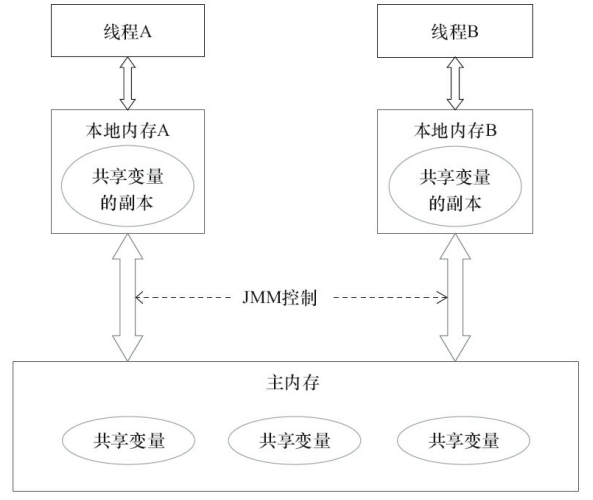 线程A
线程B
本地内存A
共享变量
的副本
本地内存B
共享变量
的副本
JMM控制
主内存
共享变量
共享变量
共享变量